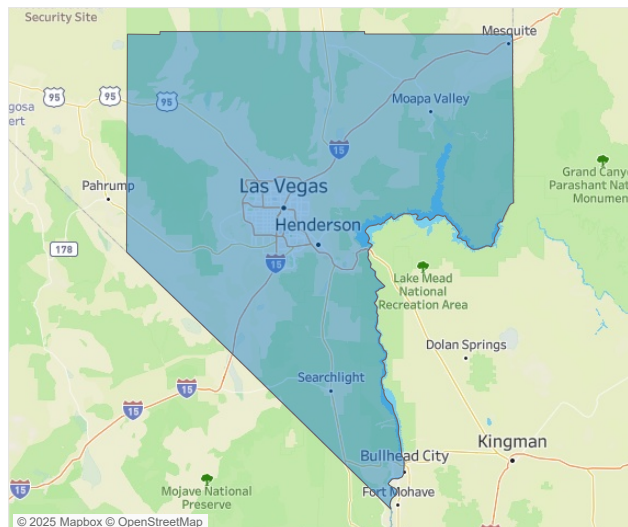 Security Site
Mesquite
95
95
95
gosa
ert
Moapa Valley
15
Grand Canyo
Parashant Nati
Monument
Pahrump
Las Vegas
Henderson
178
15
Lake Mead
National
Recreation Area
Dolan Springs
15
Searchlight
15
Kingman
Bullhead City
15
Mojave National
Preserve
Fort Mohave
© 2025 Mapbox © OpenStreetMap